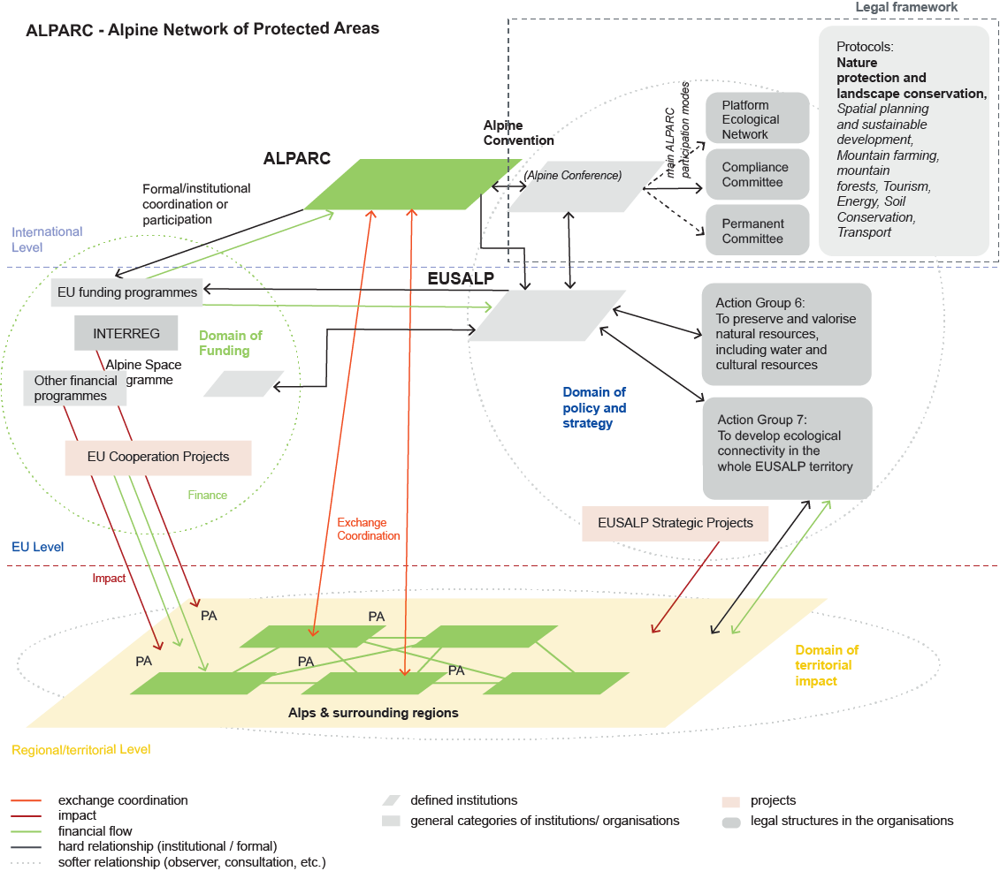 Legal framework
ALPARC - Alpine Network of Protected Areas
Protocols:
Nature
protection and
landscape conservation,
Spatial planning
and sustainable
development,
Mountain farming,
mountain
forests, Tourism,
Energy, Soil
Conservation,
Transport
main ALPARC
participation modes
Platform
Ecological
Network
Compliance
Committee
Permanent
Committee
Alpine
Convention
(Alpine Conference)
ALPARC
Formal/institutional
coordination or
participation
International
Level
EUSALP
EU funding programmes
INTERREG
Domain of
Funding
Alpine Space
gramme
Other financial
programmes
Action Group 6:
To preserve and valorise
natural resources,
including water and
cultural resources
Domain of
policy and
strategy
Action Group 7:
To develop ecological
connectivity in the
whole EUSALP territory
EU Cooperation Projects
Finance
Exchange
Coordination
EUSALP Strategic Projects
EU Level
Impact
PA
PA
PA
PA
PA
Domain of
territorial
impact
Alps & surrounding regions
Regional/territorial Level
exchange coordination
impact
financial flow
hard relationship (institutional / formal)
softer relationship (observer, consultation, etc.)
defined institutions
general categories of institutions/ organisations
projects
legal structures in the organisations